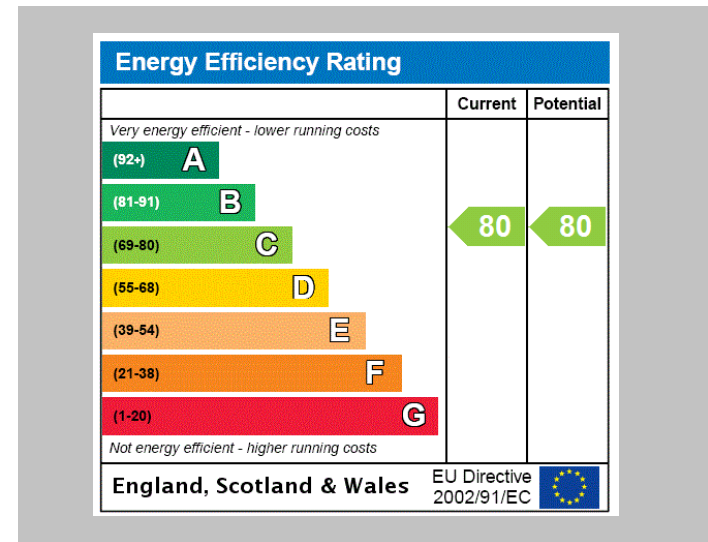 Energy Efficiency Rating
Current Potential
Very energy efficient - lower running costs
(92+) A
(81-91) B
(69-80) C
80 80
(55-68) D
(39-54) E
(21-38) F
(1-20) G
Not energy efficient - higher running costs
England, Scotland & Wales
EU Directive
2002/91/EC